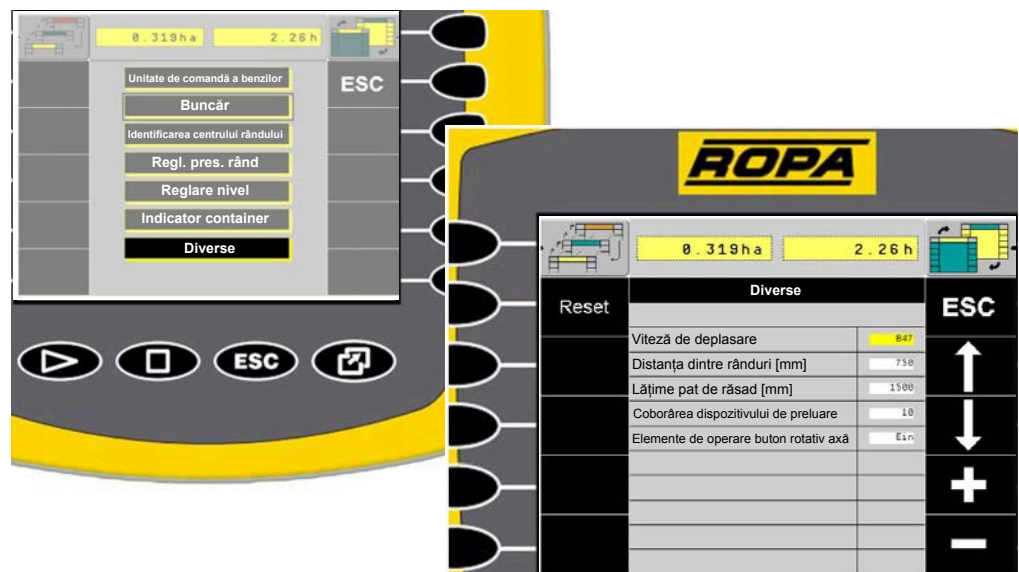 0.319ha 2.26h
Unitate de comandă a benzilor
ESC
Buncăr
Identificarea centrului rândului
Regl. pres. rând
Reglare nivel
Indicator container
Diverse
ESC
ROPA
0.319ha 2.26h
Reset
Diverse
ESC
Viteză de deplasare B47
Distanța dintre rânduri [mm] 750
Lățime pat de răsad [mm] 1500
Coborârea dispozitivului de preluare 10
Elemente de operare buton rotativ axă Ein